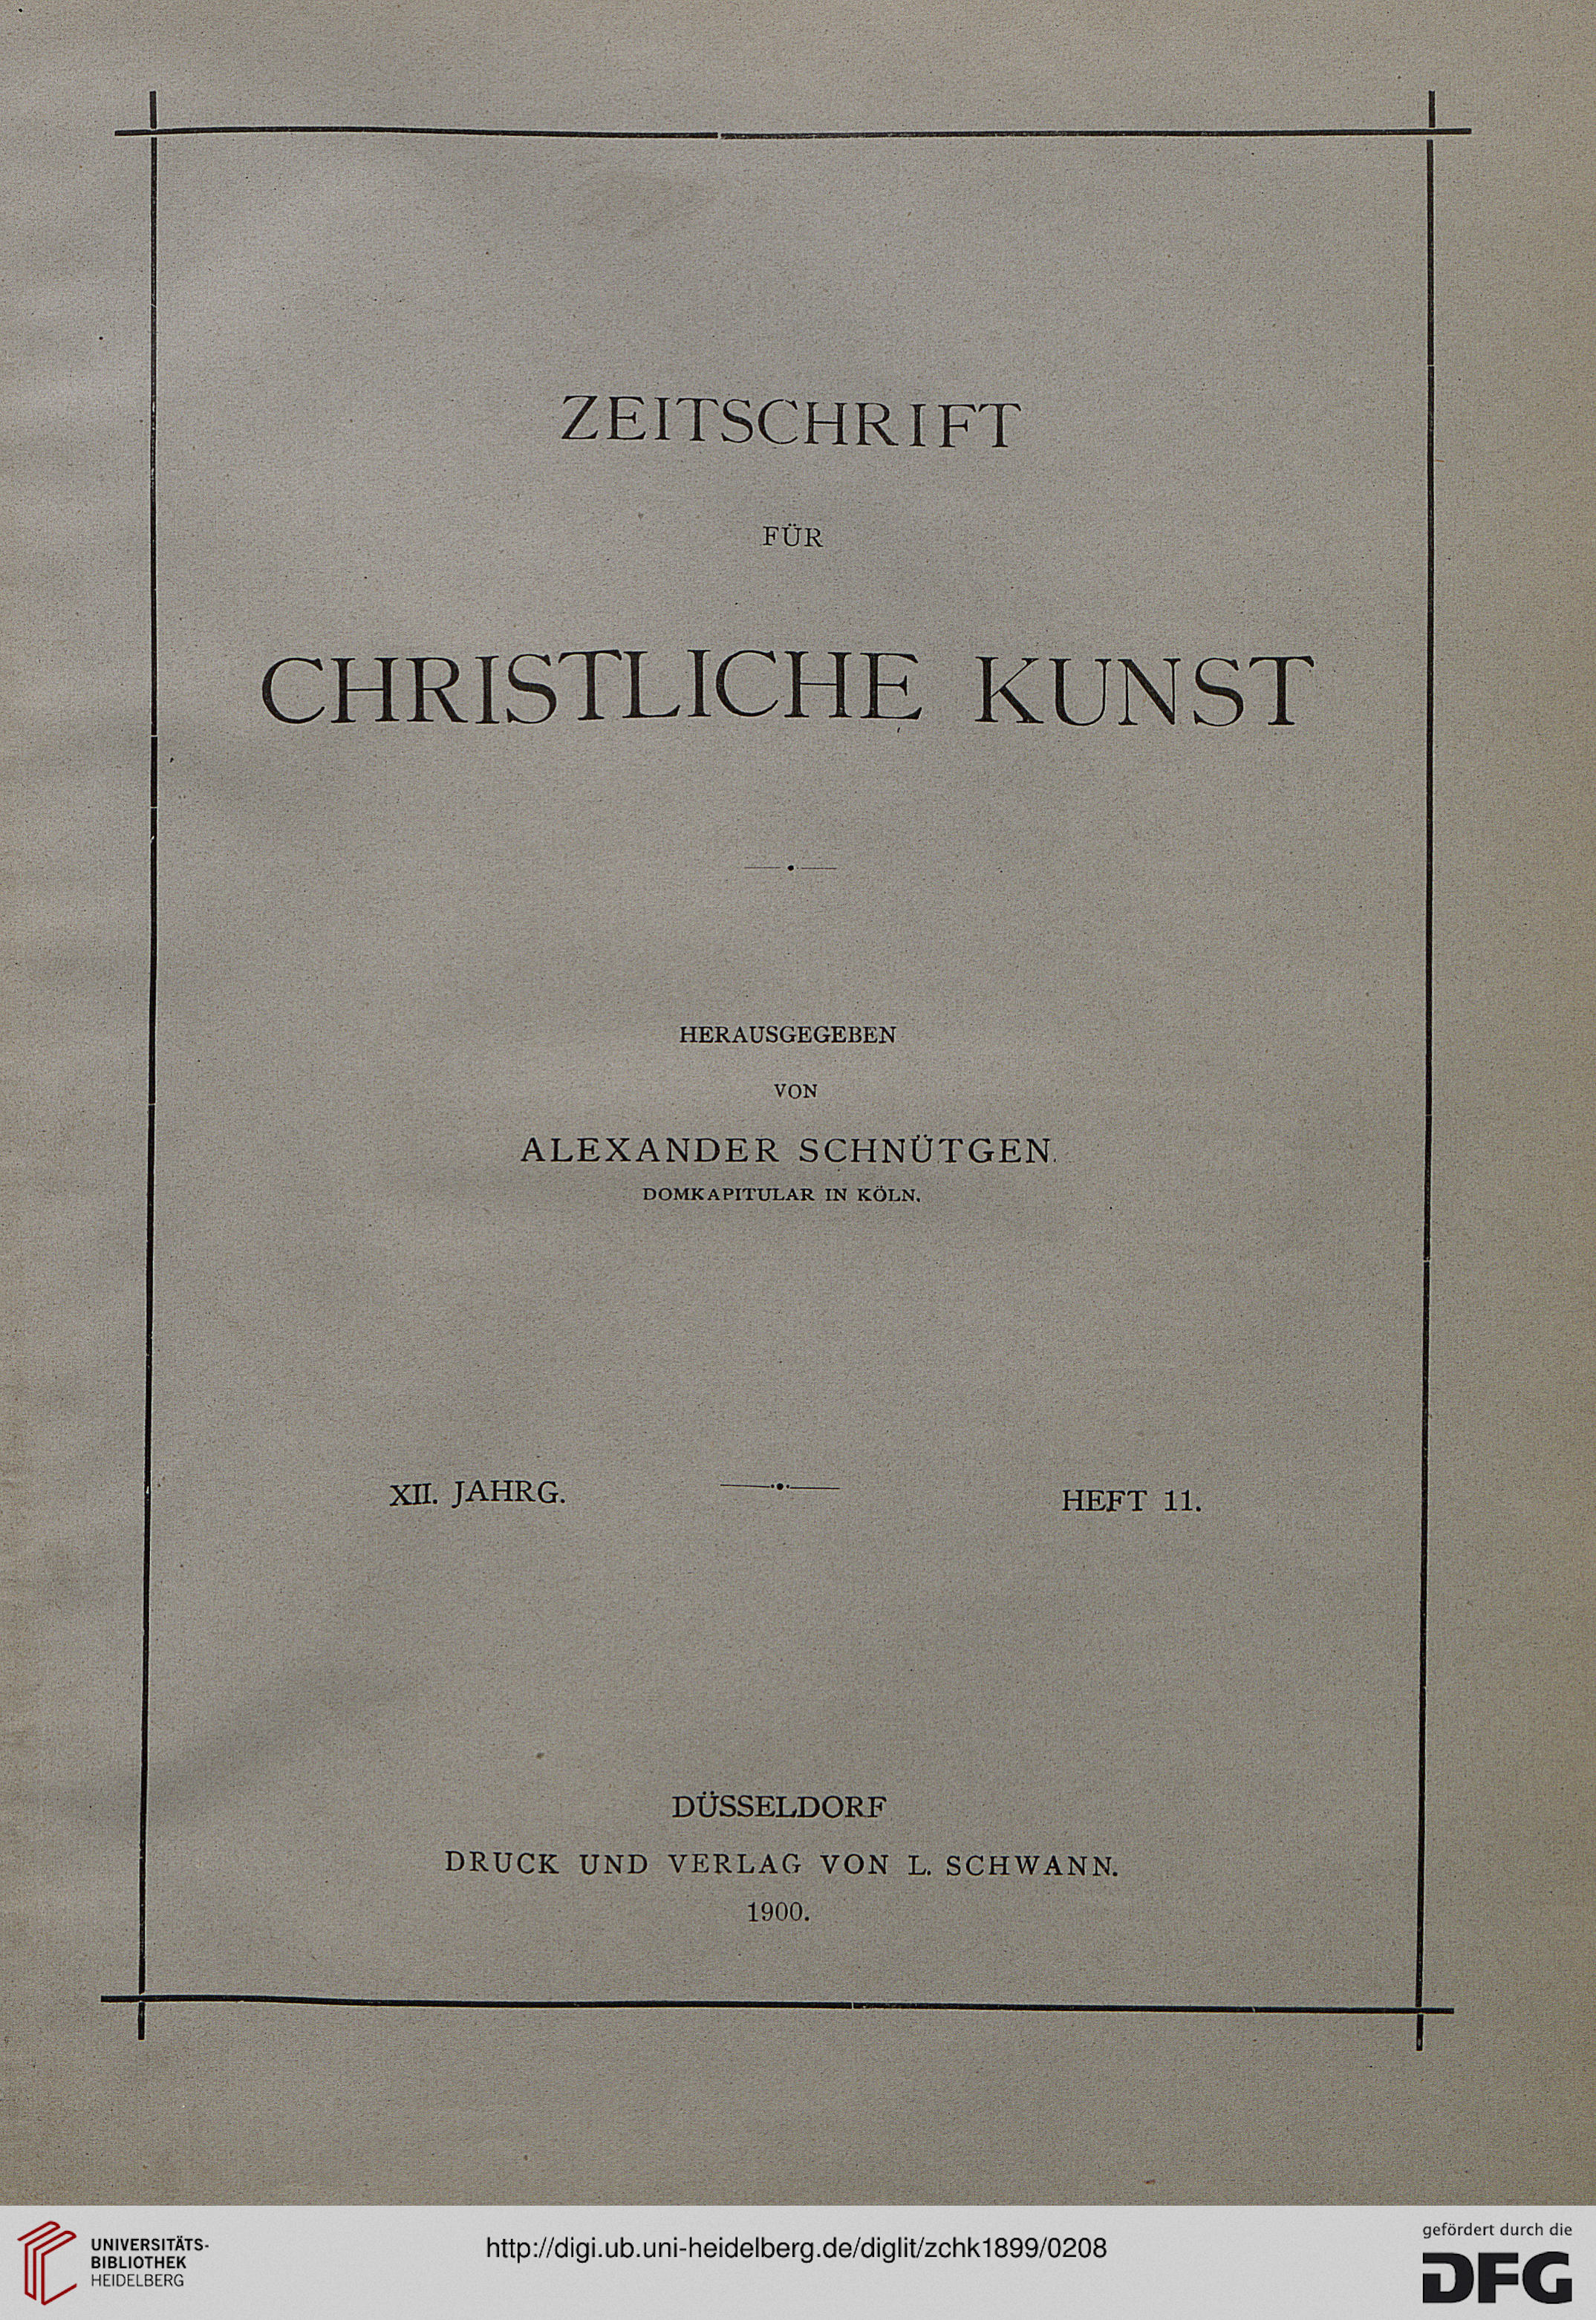 ZEITSCHRIFT
FÜR
CHRISTLICHE KUNST
HERAUSGEGEBEN
VON
ALEXANDER SCHNÜTGEN.
DOMKAPITULAR IN KÖLN.
XII. JAHRG. HEFT 11.
DÜSSELDORF
DRUCK UND VERLAG VON L. SCHWANN.
1900.
UNIVERSITÄTS-
BIBLIOTHEK
HEIDELBERG
http://digi.ub.uni-heidelberg.de/diglit/zchk1899/0208
gefördert durch die
DFG